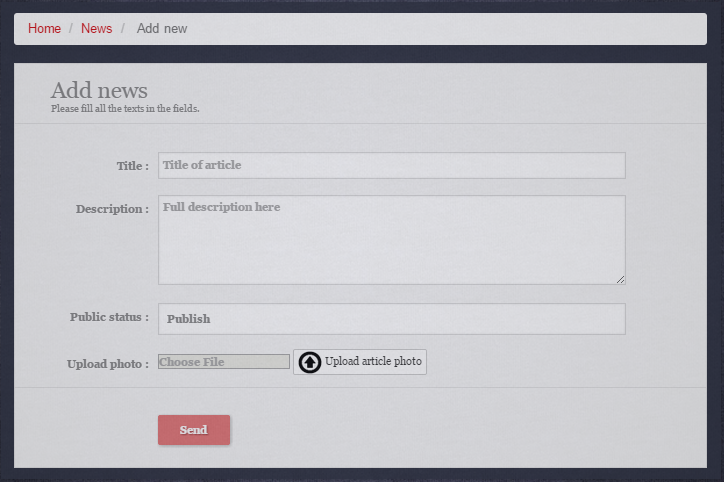 Home / News / Add new
Add news
Please fill all the texts in the fields.
Title : Title of article
Description : Full description here
Public status : Publish
Upload photo : Choose File Upload article photo
Send